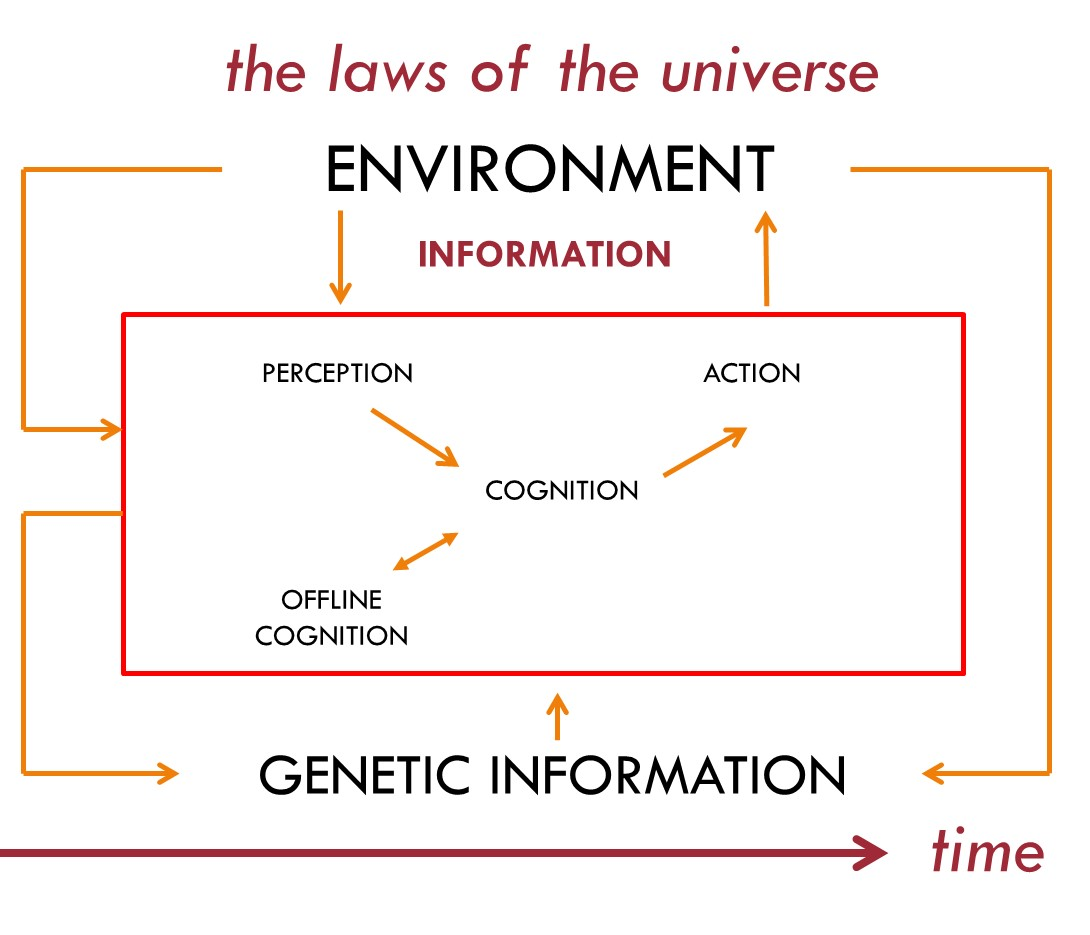 the laws of the universe
ENVIRONMENT
INFORMATION
PERCEPTION
ACTION
COGNITION
OFFLINE
COGNITION
GENETIC INFORMATION
time